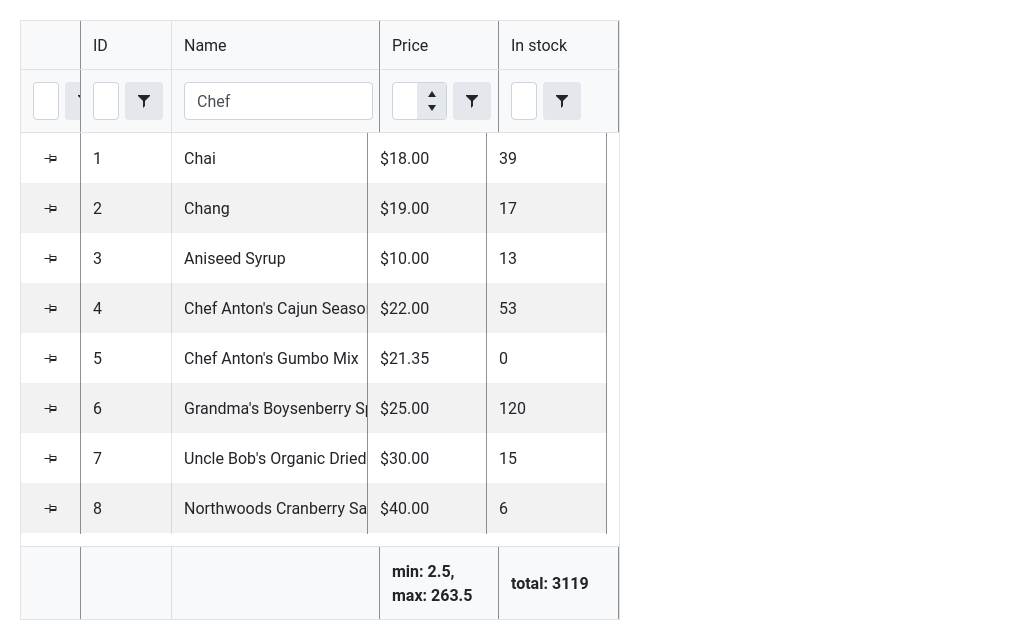 ID Name Price In stock
Chef
1 Chai $18.00 39
2 Chang $19.00 17
3 Aniseed Syrup $10.00 13
4 Chef Anton's Cajun Seaso $22.00 53
5 Chef Anton's Gumbo Mix $21.35 0
6 Grandma's Boysenberry Sp $25.00 120
7 Uncle Bob's Organic Dried $30.00 15
8 Northwoods Cranberry Sa $40.00 6
min: 2.5,
max: 263.5 total: 3119